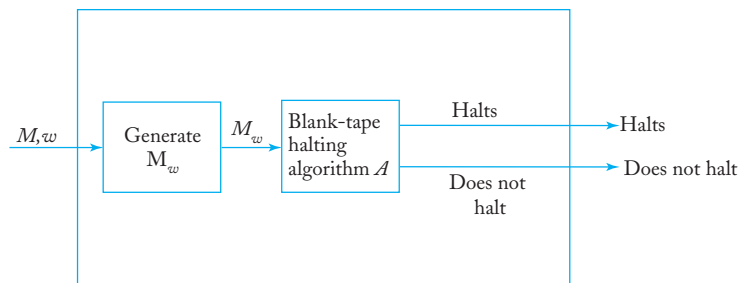 M,w
Generate
M_w
M_w
Blank-tape
halting
algorithm A
Halts
Does not
halt
Halts
Does not halt